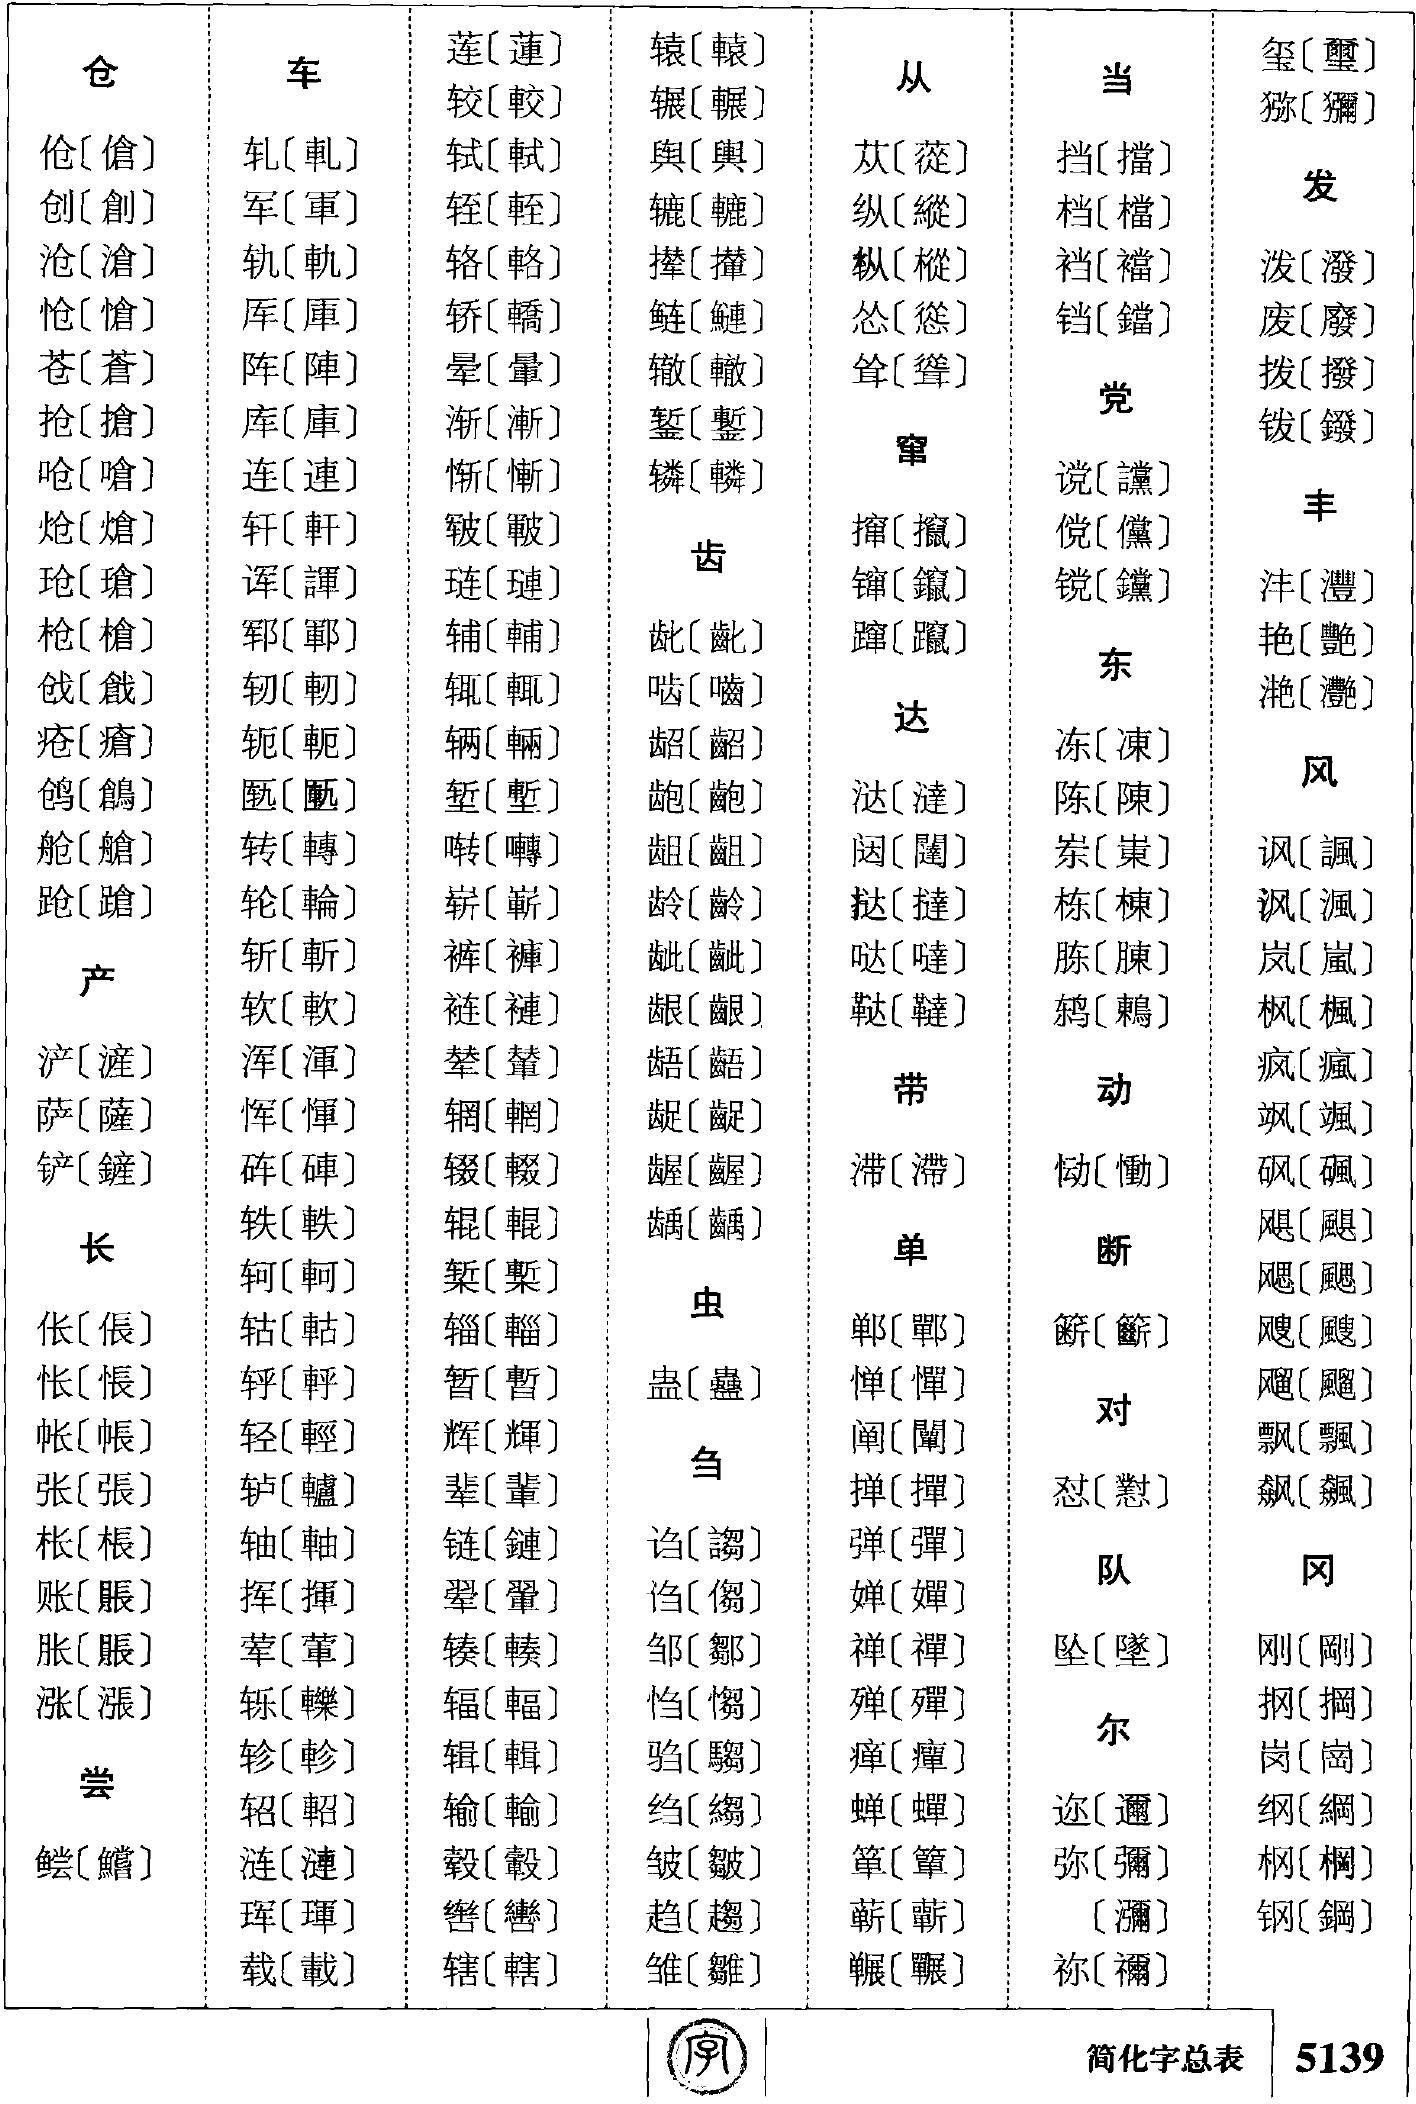 仓
伧〔傖〕
创〔創〕
沧〔滄〕
怆〔愴〕
苍〔蒼〕
抢〔搶〕
呛〔嗆〕
炝〔熗〕
玱〔瑲〕
枪〔槍〕
戗〔戧〕
疮〔瘡〕
鸧〔鶬〕
舱〔艙〕
跄〔蹌〕
产
浐〔滻〕
萨〔薩〕
铲〔鏟〕
长
伥〔倀〕
怅〔悵〕
帐〔帳〕
张〔張〕
枨〔棖〕
账〔賬〕
胀〔脹〕
涨〔漲〕
尝
鲿〔鱨〕
车
轧〔軋〕
军〔軍〕
轨〔軌〕
厍〔厙〕
阵〔陣〕
库〔庫〕
连〔連〕
轩〔軒〕
诨〔諢〕
郓〔鄆〕
轫〔軔〕
轭〔軛〕
匦〔匭〕
转〔轉〕
轮〔輪〕
斩〔斬〕
软〔軟〕
浑〔渾〕
恽〔惲〕
砗〔硨〕
轶〔軼〕
轲〔軻〕
轱〔軲〕
轷〔軤〕
轻〔輕〕
轳〔轤〕
轴〔軸〕
挥〔揮〕
荤〔葷〕
轹〔轢〕
轸〔軫〕
轺〔軺〕
涟〔漣〕
珲〔琿〕
载〔載〕
莲〔蓮〕
较〔較〕
轼〔軾〕
轾〔輊〕
辂〔輅〕
轿〔轎〕
晕〔暈〕
渐〔漸〕
惭〔慚〕
皲〔皸〕
琏〔璉〕
辅〔輔〕
辄〔輒〕
辆〔輛〕
堑〔塹〕
啭〔囀〕
崭〔嶄〕
裤〔褲〕
裢〔褳〕
辇〔輦〕
辋〔輞〕
辍〔輟〕
辊〔輥〕
椠〔槧〕
辎〔輜〕
暂〔暫〕
辉〔輝〕
辈〔輩〕
链〔鏈〕
翚〔翬〕
辏〔輳〕
辐〔輻〕
辑〔輯〕
输〔輸〕
毂〔轂〕
辔〔轡〕
辖〔轄〕
辕〔轅〕
辗〔輾〕
舆〔輿〕
辘〔轆〕
撵〔攆〕
鲢〔鰱〕
辙〔轍〕
錾〔鏨〕
辚〔轔〕
齿
龀〔齔〕
啮〔嚙〕
龆〔齠〕
龅〔齙〕
龃〔齟〕
龄〔齡〕
龇〔齜〕
龈〔齦〕
龉〔齬〕
龊〔齪〕
龌〔齷〕
龋〔齲〕
虫
蛊〔蠱〕
刍
诌〔謅〕
㑇〔㑳〕
邹〔鄒〕
㤘〔㥮〕
驺〔騶〕
绉〔縐〕
皱〔皺〕
趋〔趨〕
雏〔雛〕
从
苁〔蓯〕
纵〔縱〕
枞〔樅〕
怂〔慫〕
耸〔聳〕
窜
撺〔攛〕
镩〔鑹〕
蹿〔躥〕
达
汏〔澾〕
闼〔闥〕
挞〔撻〕
哒〔噠〕
鞑〔韃〕
带
滞〔滯〕
单
郸〔鄲〕
惮〔憚〕
阐〔闡〕
掸〔撣〕
弹〔彈〕
婵〔嬋〕
禅〔禪〕
殚〔殫〕
瘅〔癉〕
蝉〔蟬〕
箪〔簞〕
蕲〔蘄〕
冁〔囅〕
当
挡〔擋〕
档〔檔〕
裆〔襠〕
铛〔鐺〕
党
谠〔讜〕
傥〔儻〕
镋〔钂〕
东
冻〔凍〕
陈〔陳〕
岽〔崬〕
栋〔棟〕
胨〔腖〕
鸫〔鶇〕
动
恸〔慟〕
断
簖〔籪〕
对
怼〔懟〕
队
坠〔墜〕
尔
迩〔邇〕
弥〔彌〕
〔瀰〕
祢〔禰〕
玺〔璽〕
猕〔獼〕
发
泼〔潑〕
废〔廢〕
拨〔撥〕
䥽〔鏺〕
丰
沣〔灃〕
艳〔艷〕
滟〔灧〕
风
讽〔諷〕
沨〔渢〕
岚〔嵐〕
枫〔楓〕
疯〔瘋〕
飒〔颯〕
砜〔碸〕
飓〔颶〕
飔〔颸〕
飕〔颼〕
飗〔飀〕
飘〔飄〕
飙〔飆〕
冈
刚〔剛〕
㧏〔掆〕
岗〔崗〕
纲〔綱〕
㭎〔棡〕
钢〔鋼〕
字
简化字总表 5139